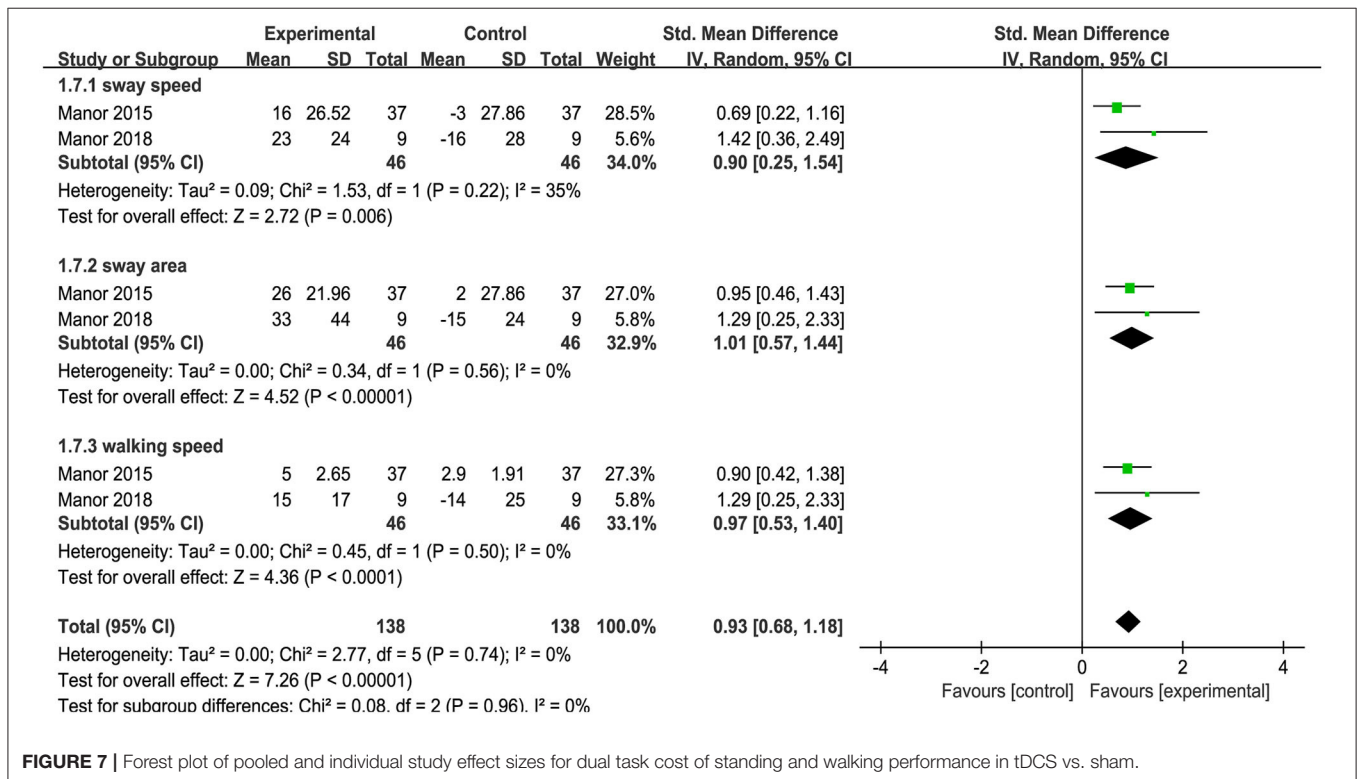 Experimental Control Std. Mean Difference Std. Mean Difference
Study or Subgroup Mean SD Total Mean SD Total Weight IV, Random, 95% CI IV, Random, 95% CI
1.7.1 sway speed
Manor 2015 16 26.52 37 -3 27.86 37 28.5% 0.69 [0.22, 1.16]
Manor 2018 23 24 9 -16 28 9 5.6% 1.42 [0.36, 2.49]
Subtotal (95% CI) 46 46 34.0% 0.90 [0.25, 1.54]
Heterogeneity: Tau² = 0.09; Chi² = 1.53, df = 1 (P = 0.22); I² = 35%
Test for overall effect: Z = 2.72 (P = 0.006)
1.7.2 sway area
Manor 2015 26 21.96 37 2 27.86 37 27.0% 0.95 [0.46, 1.43]
Manor 2018 33 44 9 -15 24 9 5.8% 1.29 [0.25, 2.33]
Subtotal (95% CI) 46 46 32.9% 1.01 [0.57, 1.44]
Heterogeneity: Tau² = 0.00; Chi² = 0.34, df = 1 (P = 0.56); I² = 0%
Test for overall effect: Z = 4.52 (P < 0.00001)
1.7.3 walking speed
Manor 2015 5 2.65 37 2.9 1.91 37 27.3% 0.90 [0.42, 1.38]
Manor 2018 15 17 9 -14 25 9 5.8% 1.29 [0.25, 2.33]
Subtotal (95% CI) 46 46 33.1% 0.97 [0.53, 1.40]
Heterogeneity: Tau² = 0.00; Chi² = 0.45, df = 1 (P = 0.50); I² = 0%
Test for overall effect: Z = 4.36 (P < 0.0001)
Total (95% CI) 138 138 100.0% 0.93 [0.68, 1.18]
Heterogeneity: Tau² = 0.00; Chi² = 2.77, df = 5 (P = 0.74); I² = 0%
Test for overall effect: Z = 7.26 (P < 0.00001)
Test for subgroup differences: Chi² = 0.08, df = 2 (P = 0.96), I² = 0%
-4 -2 0 2 4
Favours [control] Favours [experimental]
FIGURE 7 | Forest plot of pooled and individual study effect sizes for dual task cost of standing and walking performance in tDCS vs. sham.